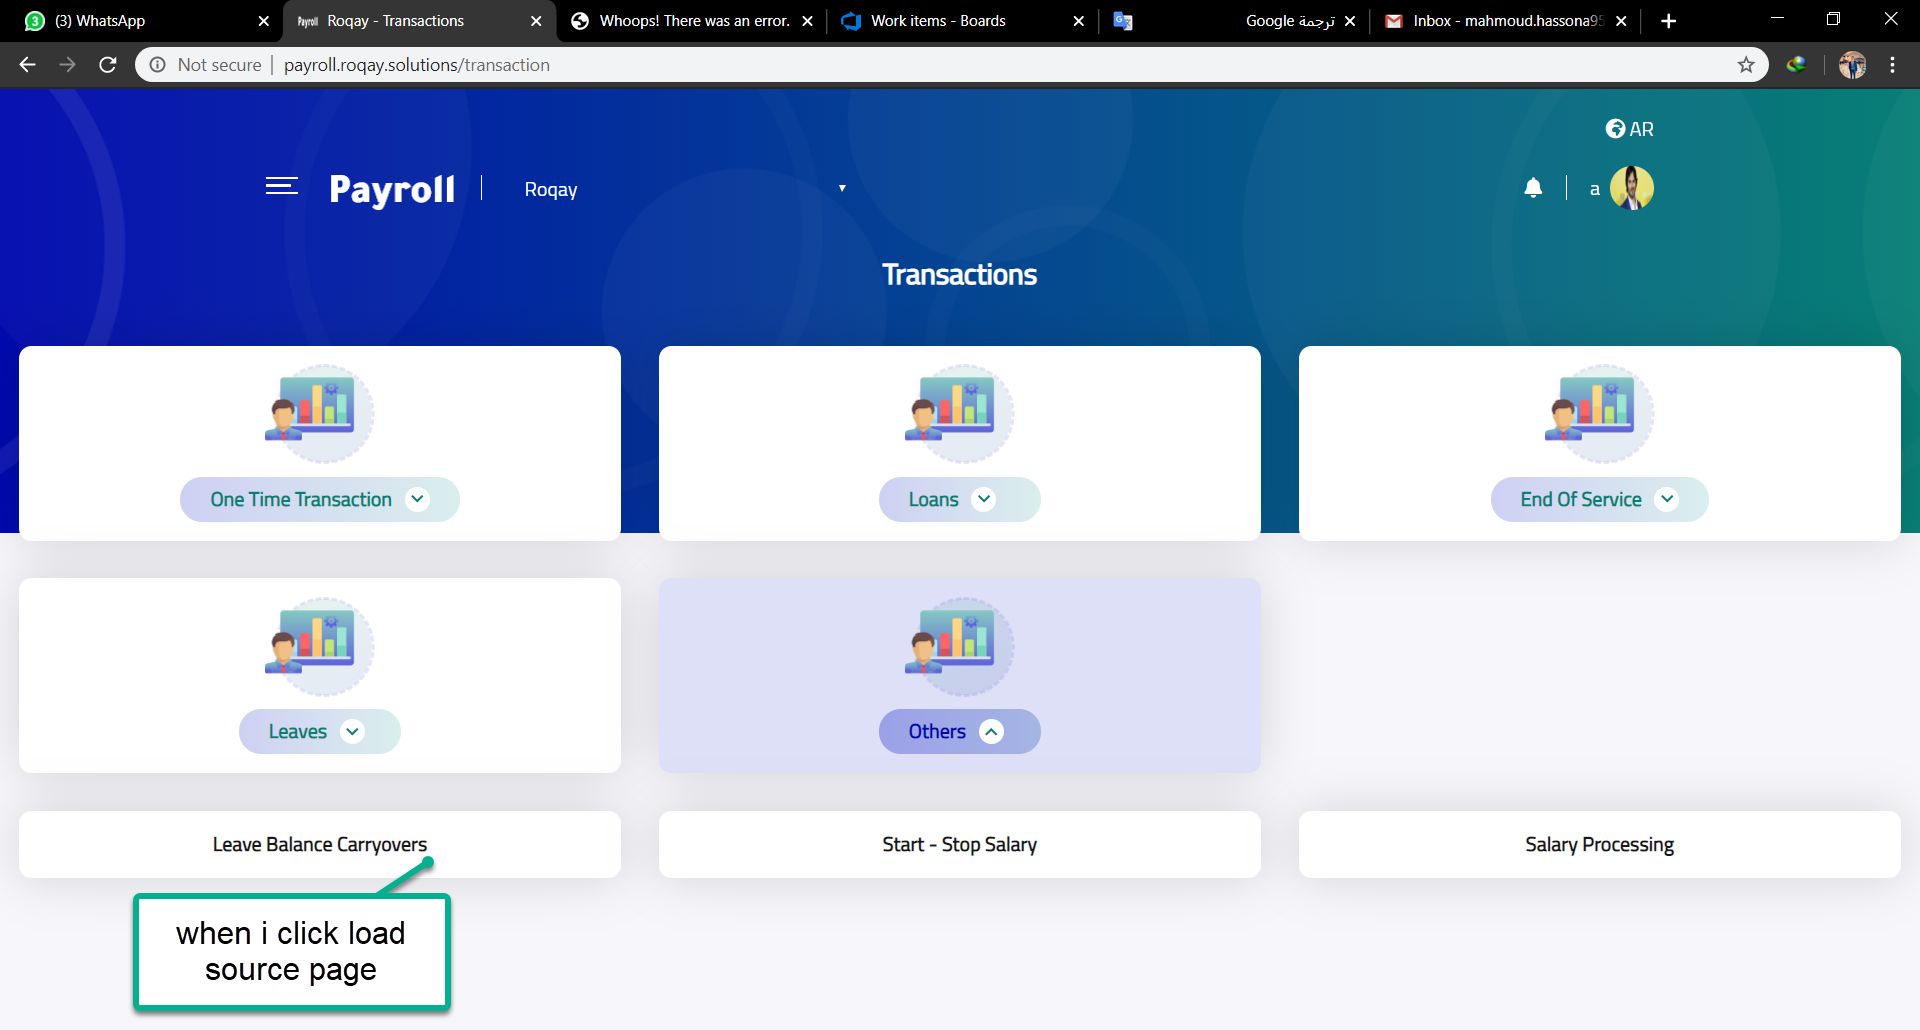 (3) WhatsApp
Payroll Roqay - Transactions
Whoops! There was an error.
Work items - Boards
ترجمة Google
Inbox - mahmoud.hassona95
Not secure | payroll.roqay.solutions/transaction
AR
Payroll | Roqay
a
Transactions
One Time Transaction
Loans
End Of Service
Leaves
Others
Leave Balance Carryovers
Start - Stop Salary
Salary Processing
when i click load
source page